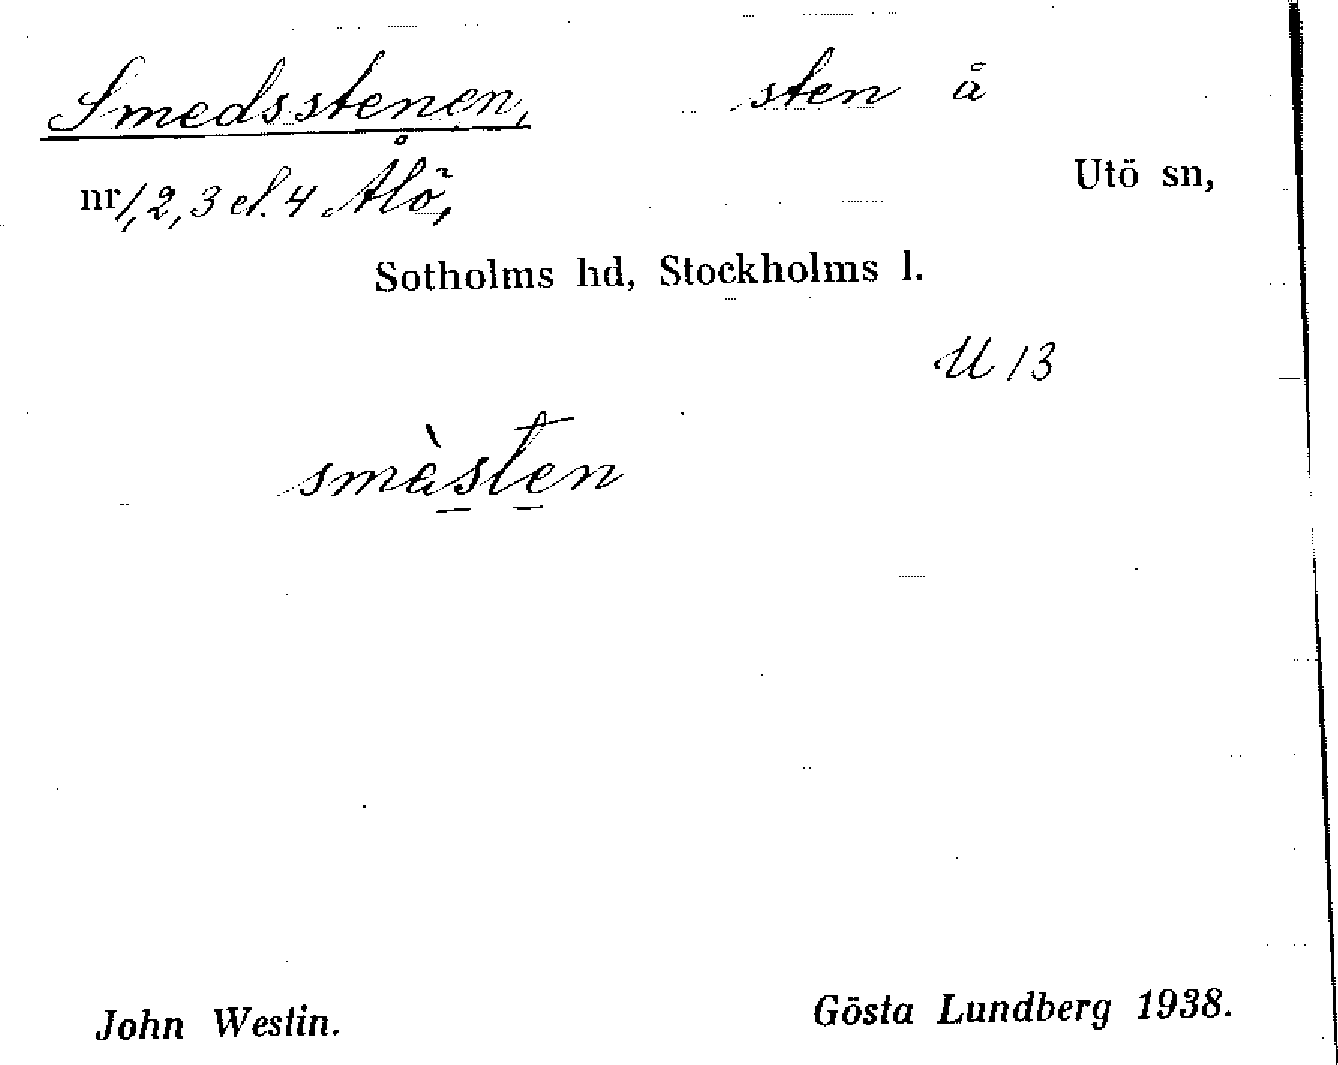 Smedsstenen, sten å
nr 1, 2, 3 el. 4 Ålö, Utö sn,
Sotholms hd, Stockholms l.
U 13
smàsten
John Westin. Gösta Lundberg 1938.